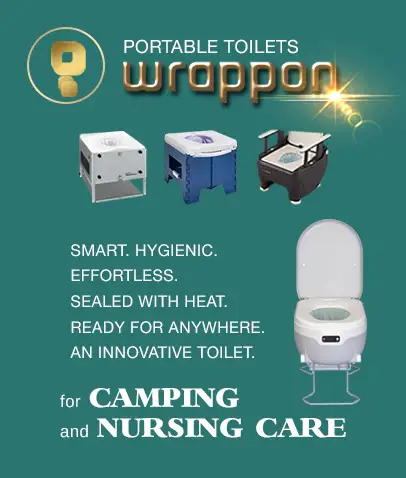 PORTABLE TOILETS
wrappon
SMART. HYGIENIC.
EFFORTLESS.
SEALED WITH HEAT.
READY FOR ANYWHERE.
AN INNOVATIVE TOILET.
for CAMPING
and NURSING CARE